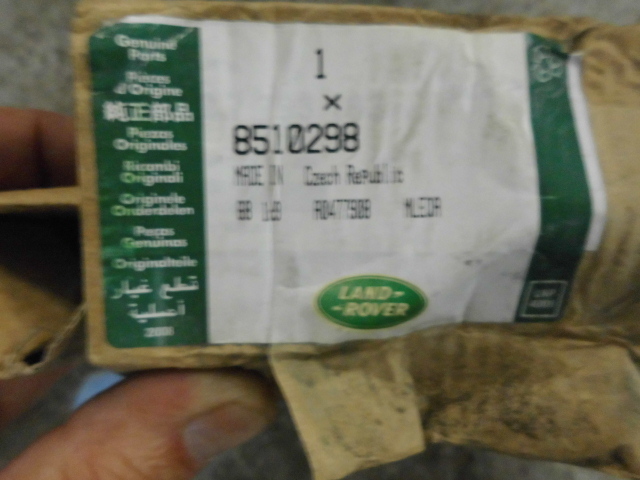 Genuine
Parts
Pièces
d'Origine
純正部品
Piezas
Originales
Ricambi
Originali
Originele
Onderdelen
Peças
Genuinas
Originalteile
قطع غيار
أصلية
1
x
8510298
MADE IN Czech Republic
LAND-
-ROVER